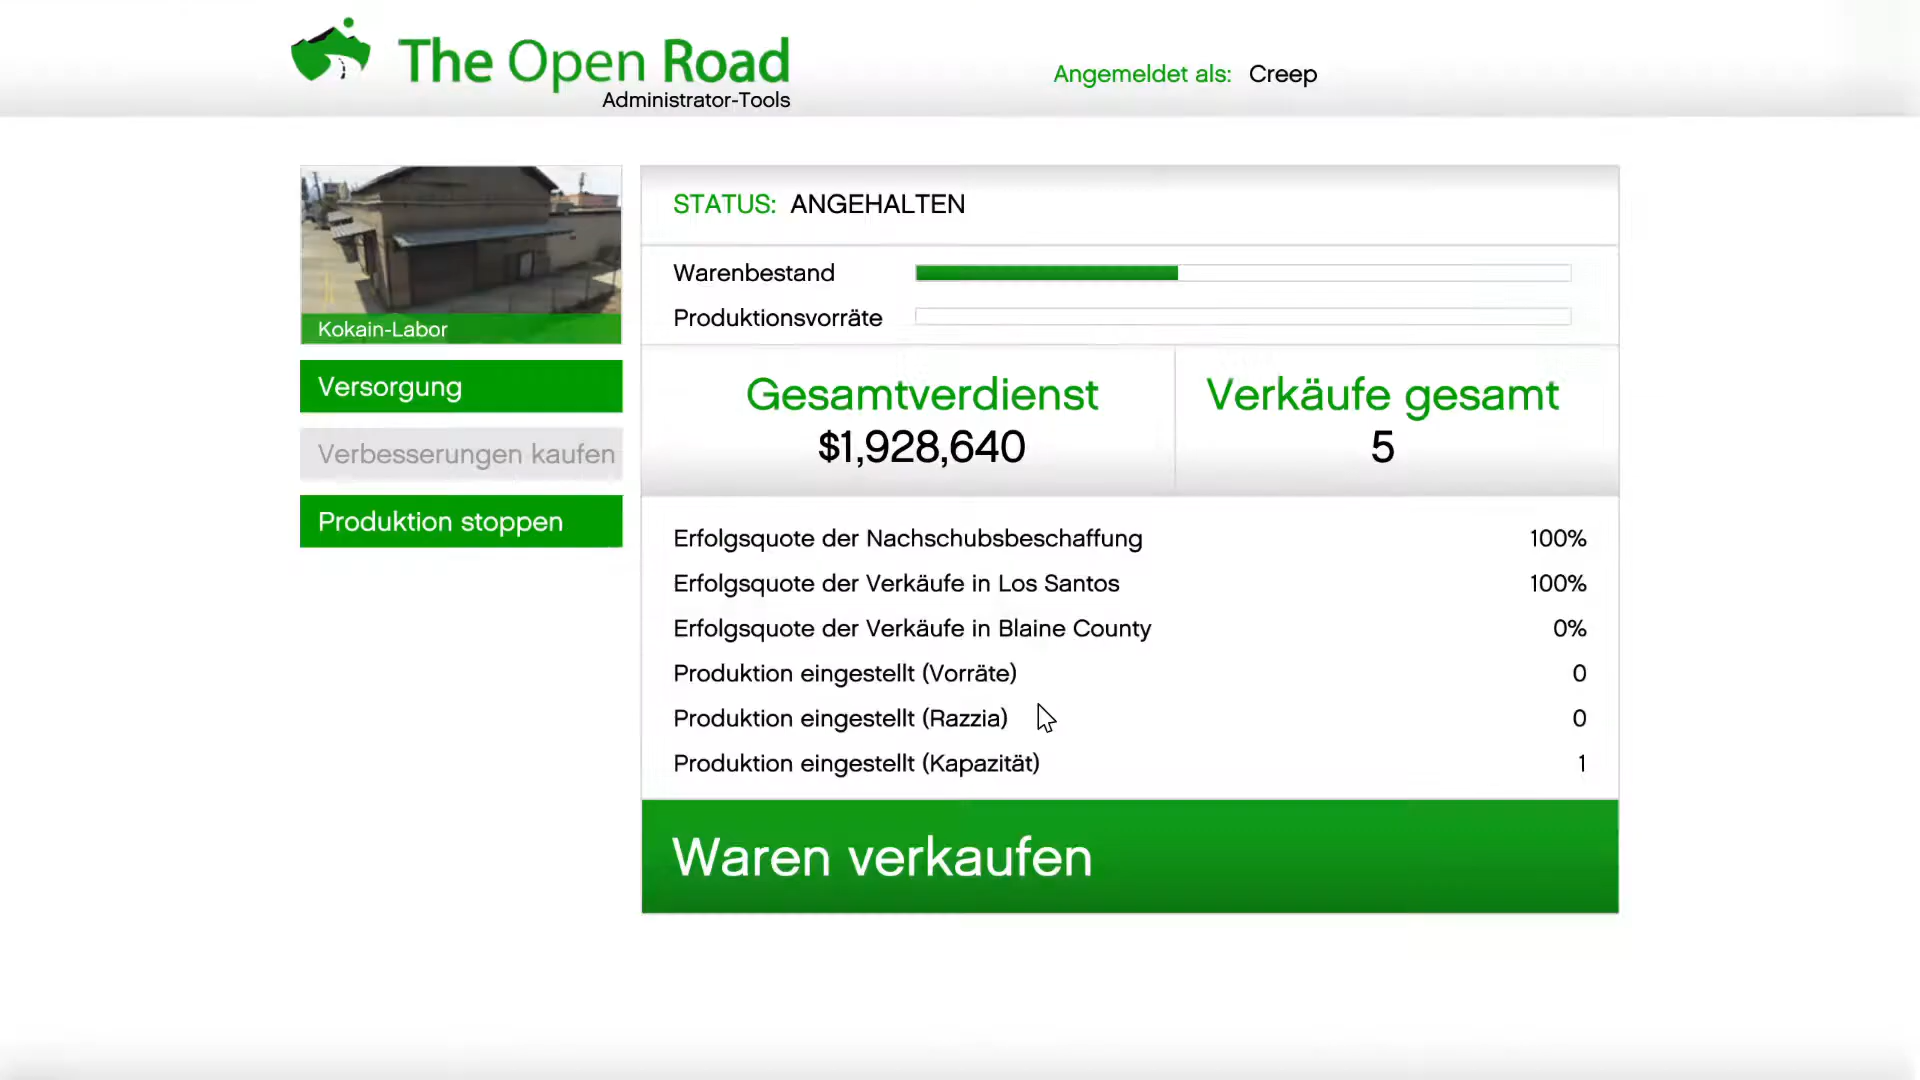 The Open Road
Administrator-Tools
Angemeldet als: Creep
Kokain-Labor
Versorgung
Verbesserungen kaufen
Produktion stoppen
STATUS: ANGEHALTEN
Warenbestand
Produktionsvorräte
Gesamtverdienst
$1,928,640
Verkäufe gesamt
5
Erfolgsquote der Nachschubsbeschaffung 100%
Erfolgsquote der Verkäufe in Los Santos 100%
Erfolgsquote der Verkäufe in Blaine County 0%
Produktion eingestellt (Vorräte) 0
Produktion eingestellt (Razzia) 0
Produktion eingestellt (Kapazität) 1
Waren verkaufen